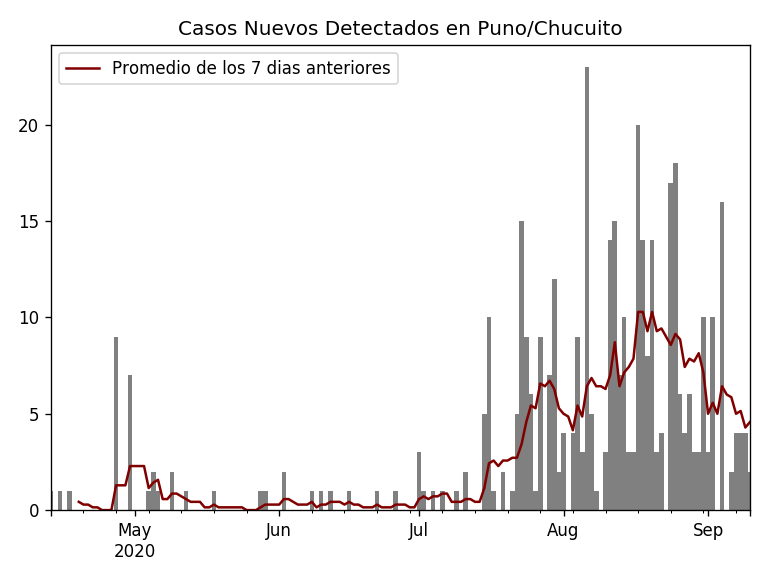 Casos Nuevos Detectados en Puno/Chucuito
Promedio de los 7 dias anteriores
20
15
10
5
0
May Jun Jul Aug Sep
2020